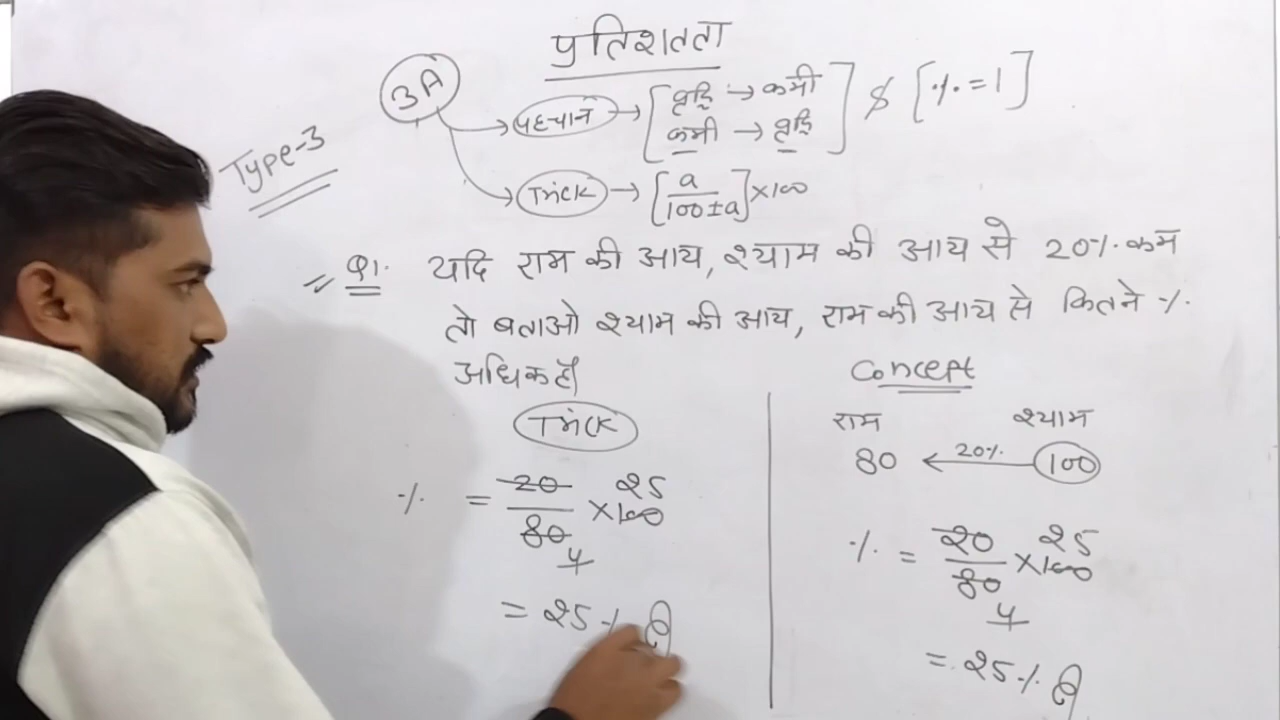 प्रतिशतता
Type-3
3A
पहचान → [वृद्धि → कमी
कमी → वृद्धि] $ [% = 1]
Trick → [a/100±a]×100
Q1. यदि राम की आय, श्याम की आय से 20% कम
तो बताओ श्याम की आय, राम की आय से कितने %
अधिक है।
Trick
% = 20/80 × 100 25
4
= 25%
Concept
राम श्याम
80 ← 20% 100
% = 20/80 × 100 25
4
= 25%